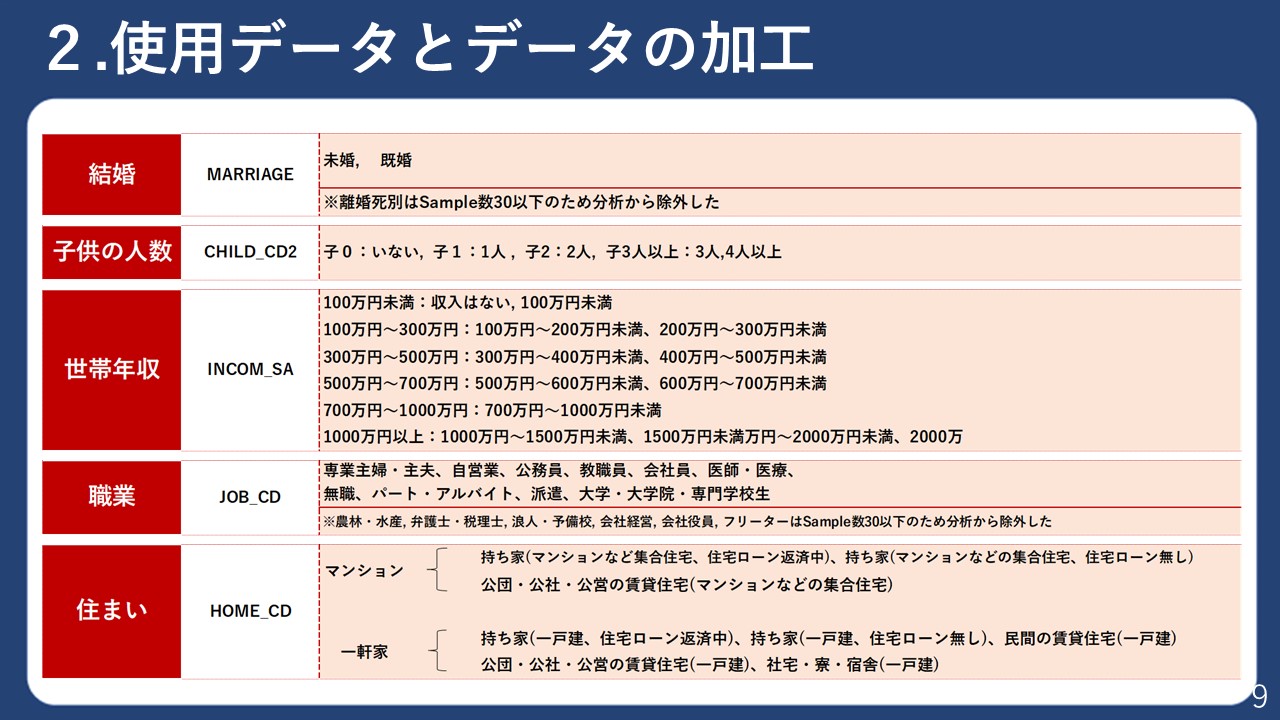 ２.使用データとデータの加工
結婚
MARRIAGE
未婚,　既婚
※離婚死別はSample数30以下のため分析から除外した
子供の人数
CHILD_CD2
子０：いない, 子１：1人 , 子2：2人, 子3人以上：3人,4人以上
世帯年収
INCOM_SA
100万円未満：収入はない, 100万円未満
100万円～300万円：100万円～200万円未満、200万円～300万円未満
300万円～500万円：300万円～400万円未満、400万円～500万円未満
500万円～700万円：500万円～600万円未満、600万円～700万円未満
700万円～1000万円：700万円～1000万円未満
1000万円以上：1000万円～1500万円未満、1500万円未満万円～2000万円未満、2000万
職業
JOB_CD
専業主婦・主夫、自営業、公務員、教職員、会社員、医師・医療、
無職、パート・アルバイト、派遣、大学・大学院・専門学校生
※農林・水産, 弁護士・税理士, 浪人・予備校, 会社経営, 会社役員, フリーターはSample数30以下のため分析から除外した
住まい
HOME_CD
マンション
持ち家(マンションなど集合住宅、住宅ローン返済中)、持ち家(マンションなどの集合住宅、住宅ローン無し)
公団・公社・公営の賃貸住宅(マンションなどの集合住宅)
一軒家
持ち家(一戸建、住宅ローン返済中)、持ち家(一戸建、住宅ローン無し)、民間の賃貸住宅(一戸建)
公団・公社・公営の賃貸住宅(一戸建)、社宅・寮・宿舎(一戸建)
9